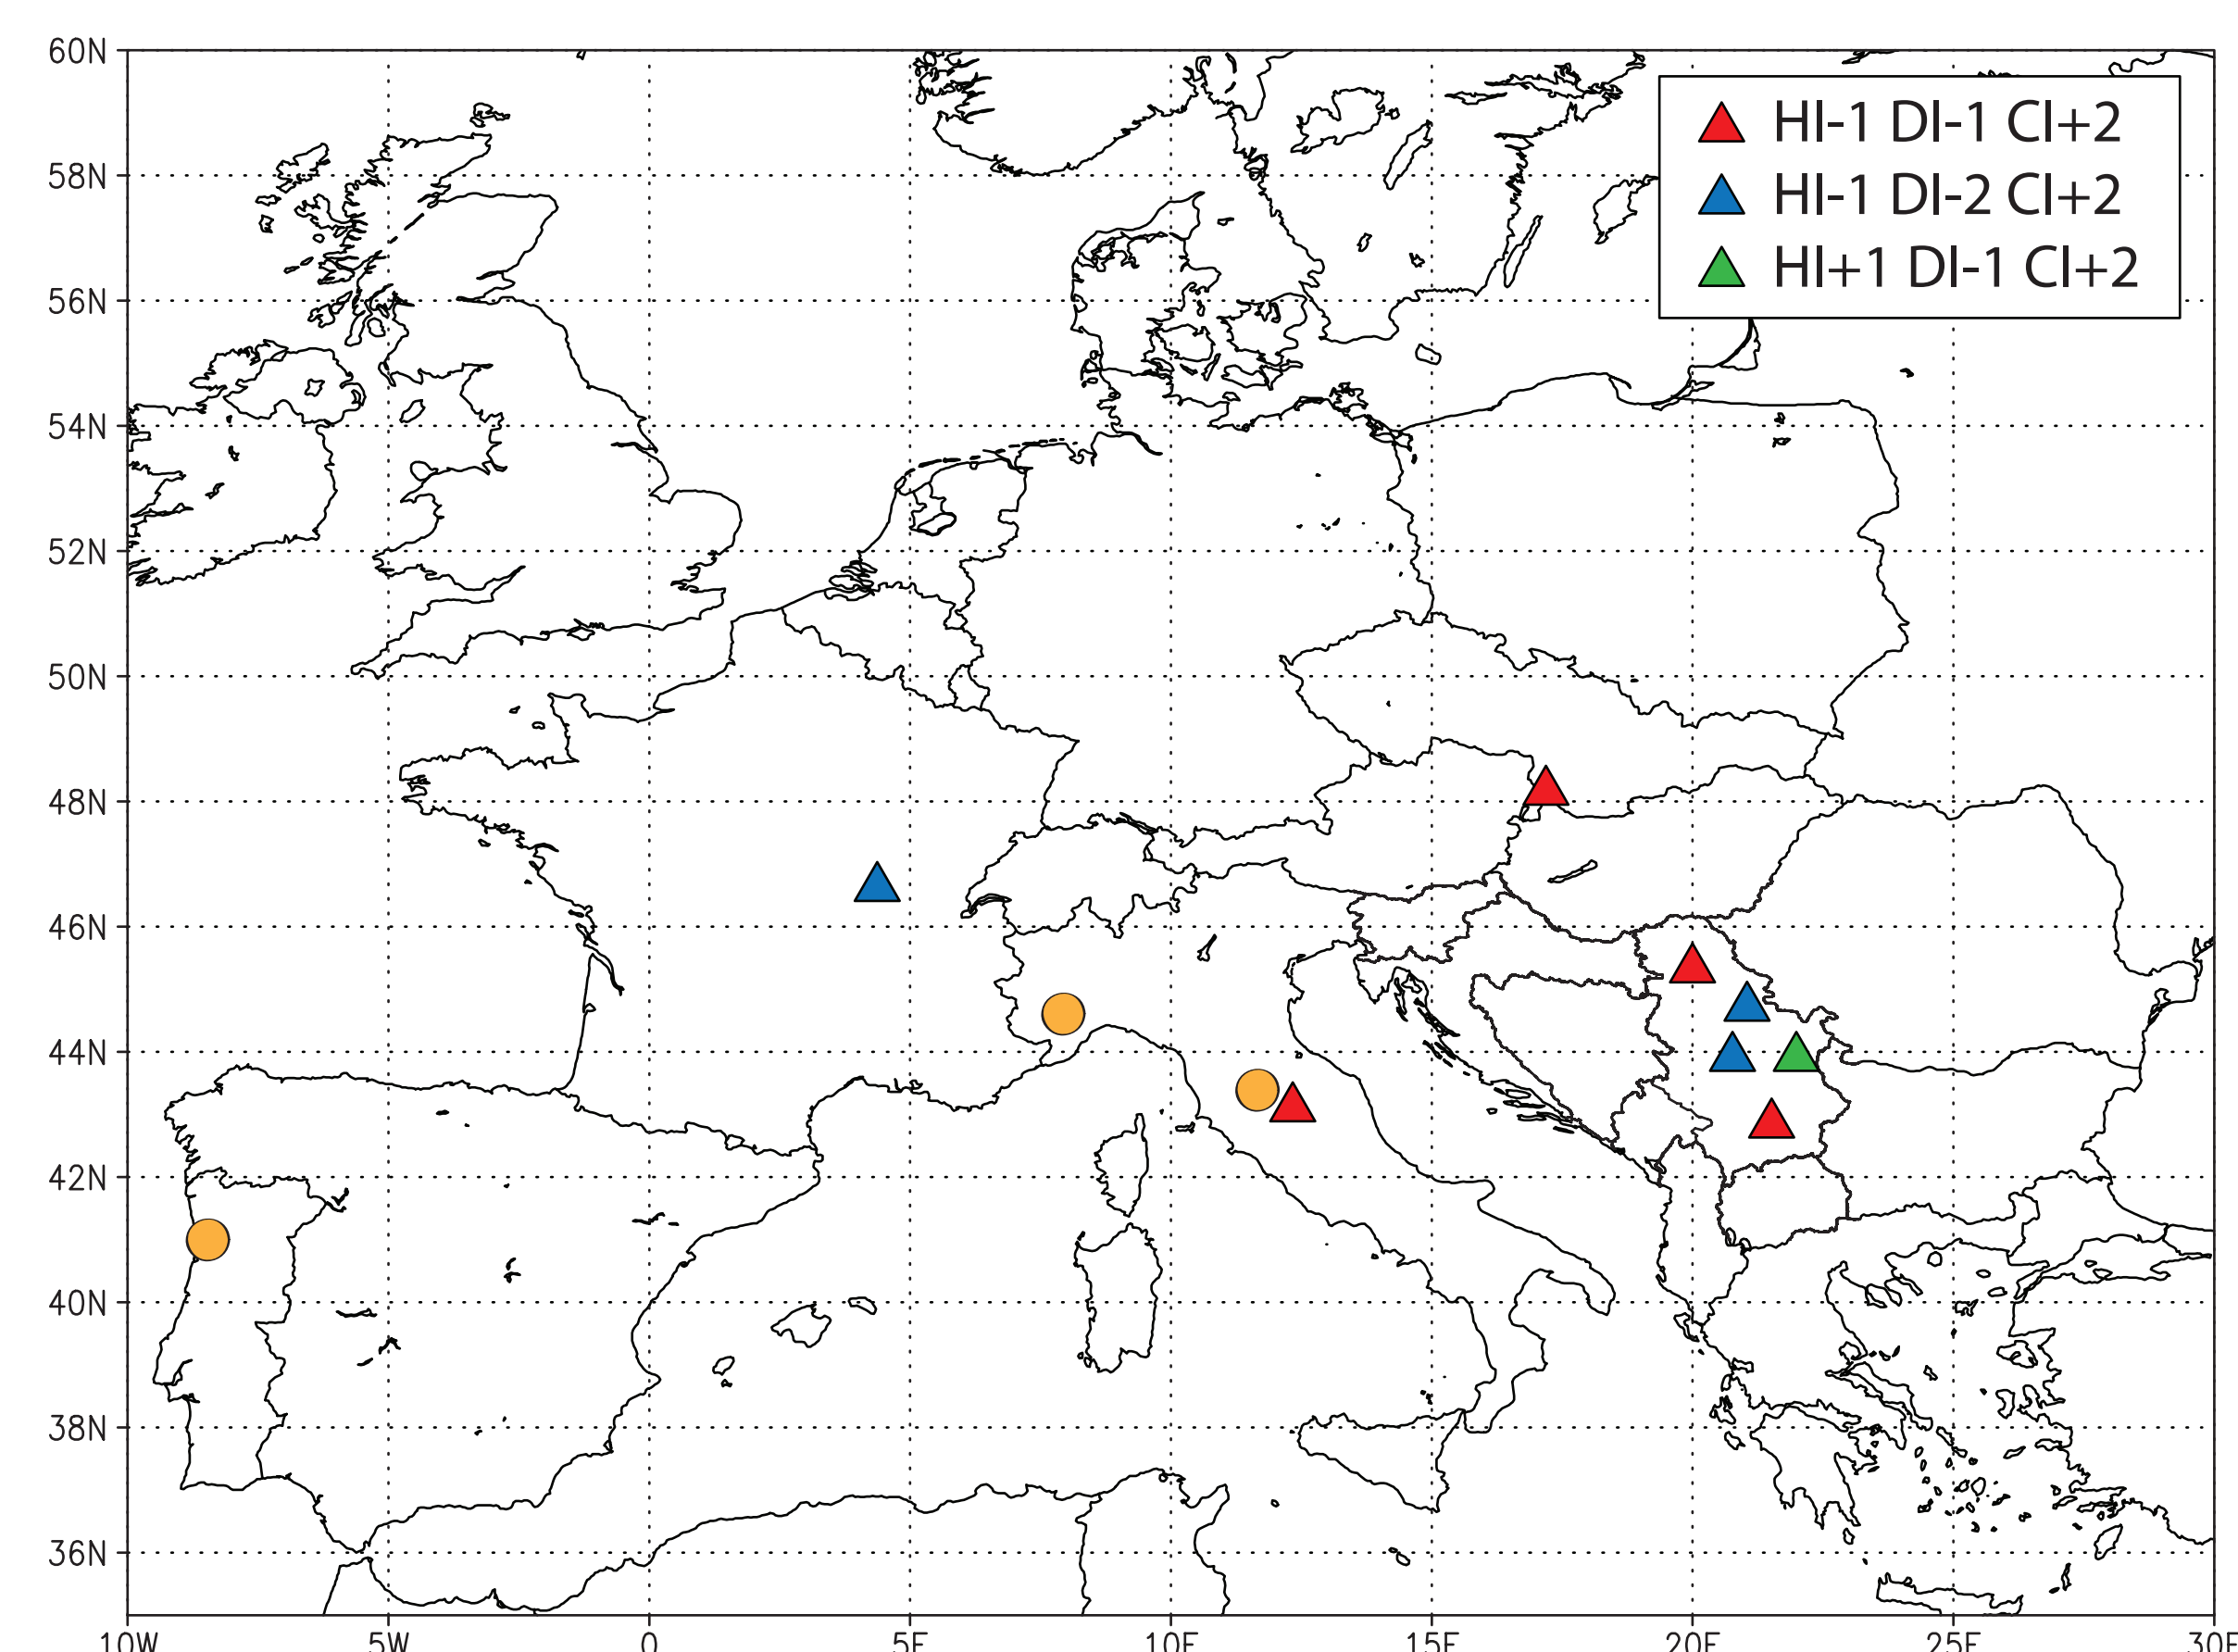 60N
58N
56N
54N
52N
50N
48N
46N
44N
42N
40N
38N
36N
10W 5W 0 5E 10E 15E 20E 25E 30E
HI-1 DI-1 CI+2
HI-1 DI-2 CI+2
HI+1 DI-1 CI+2